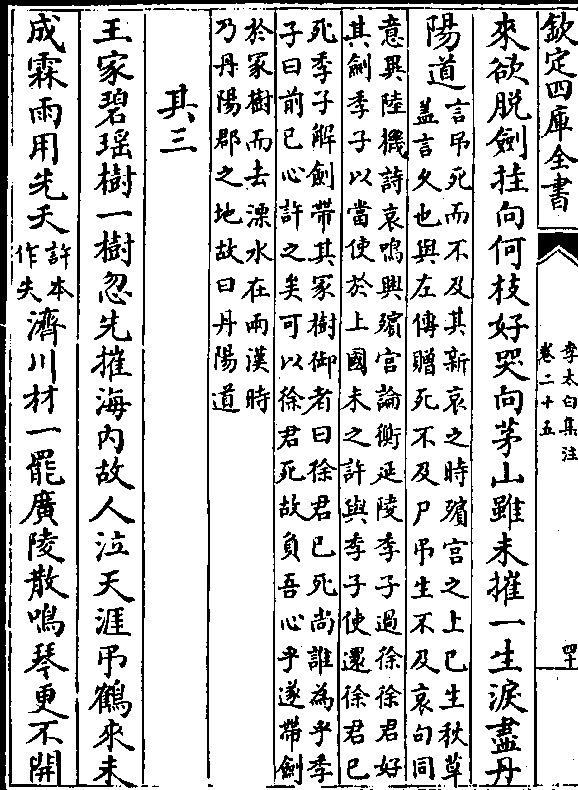 欽定四庫全書
李太白集注
卷二十五
四十
來欲脱劍挂向何枝好哭向茅山雖未摧一生淚盡丹
陽道
言吊死而不及其新哀之時殯宮之上已生秋草
蓋言久也與左傳贈死不及尸吊生不及哀句同
意異陸機詩哀鳴興殯宮論衡延陵季子過徐徐君好
其劍季子以當使於上國未之許與季子使還徐君已
死季子解劍帶其冢樹御者曰徐君已死尚誰為乎季
子曰前已心許之矣可以徐君死故負吾心乎遂帶劍
於冢樹而去溧水在兩漢時
乃丹陽郡之地故曰丹陽道
其三
王家碧瑶樹一樹忽先摧海内故人泣天涯吊鶴來未
成霖雨用先夭許本作失濟川材一罷廣陵散鳴琴更不開